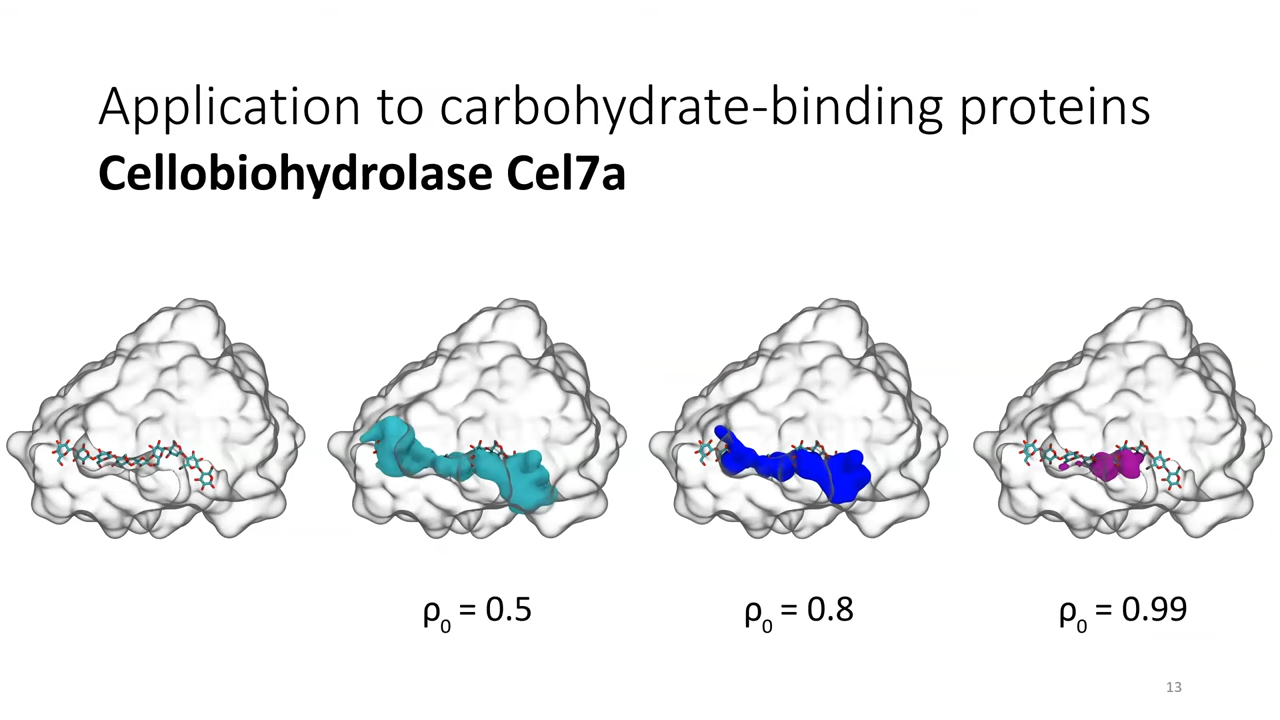 Application to carbohydrate-binding proteins
Cellobiohydrolase Cel7a
ρ₀ = 0.5
ρ₀ = 0.8
ρ₀ = 0.99
13